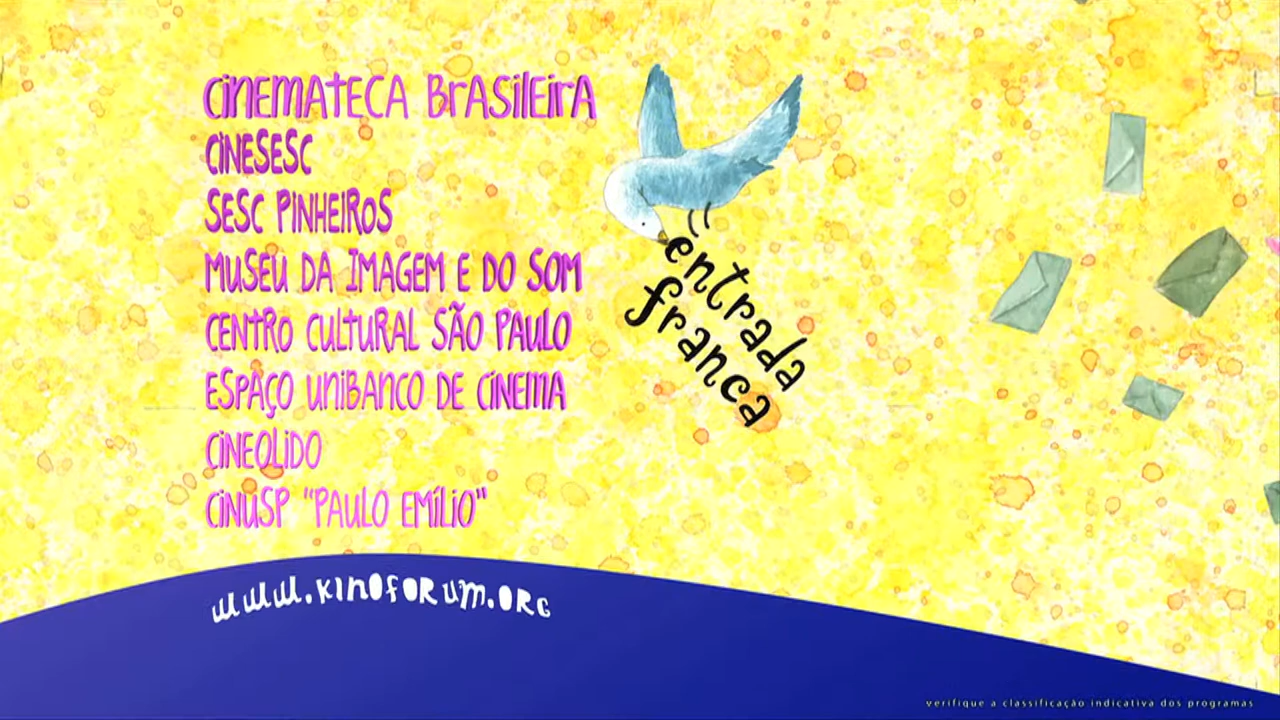 CINEMATECA BRASILEIRA
CINESESC
SESC PINHEIROS
MUSEU DA IMAGEM E DO SOM
CENTRO CULTURAL SÃO PAULO
ESPAÇO UNIBANCO DE CINEMA
CINEOLIDO
CINUSP "PAULO EMÍLIO"
entrada
franca
www.kinoforum.org
verifique a classificação indicativa dos programas